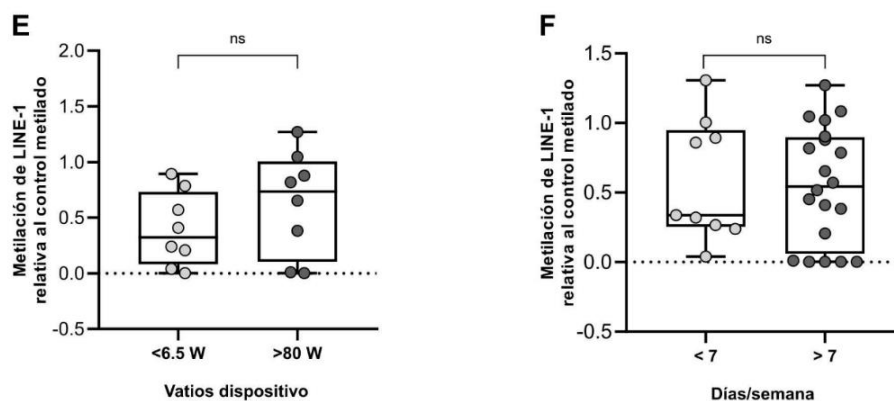 E
ns
Metilación de LINE-1
relativa al control metilado
2.0
1.5
1.0
0.5
0.0
-0.5
<6.5 W
>80 W
Vatios dispositivo
F
ns
Metilación de LINE-1
relativa al control metilado
1.5
1.0
0.5
0.0
-0.5
< 7
> 7
Días/semana